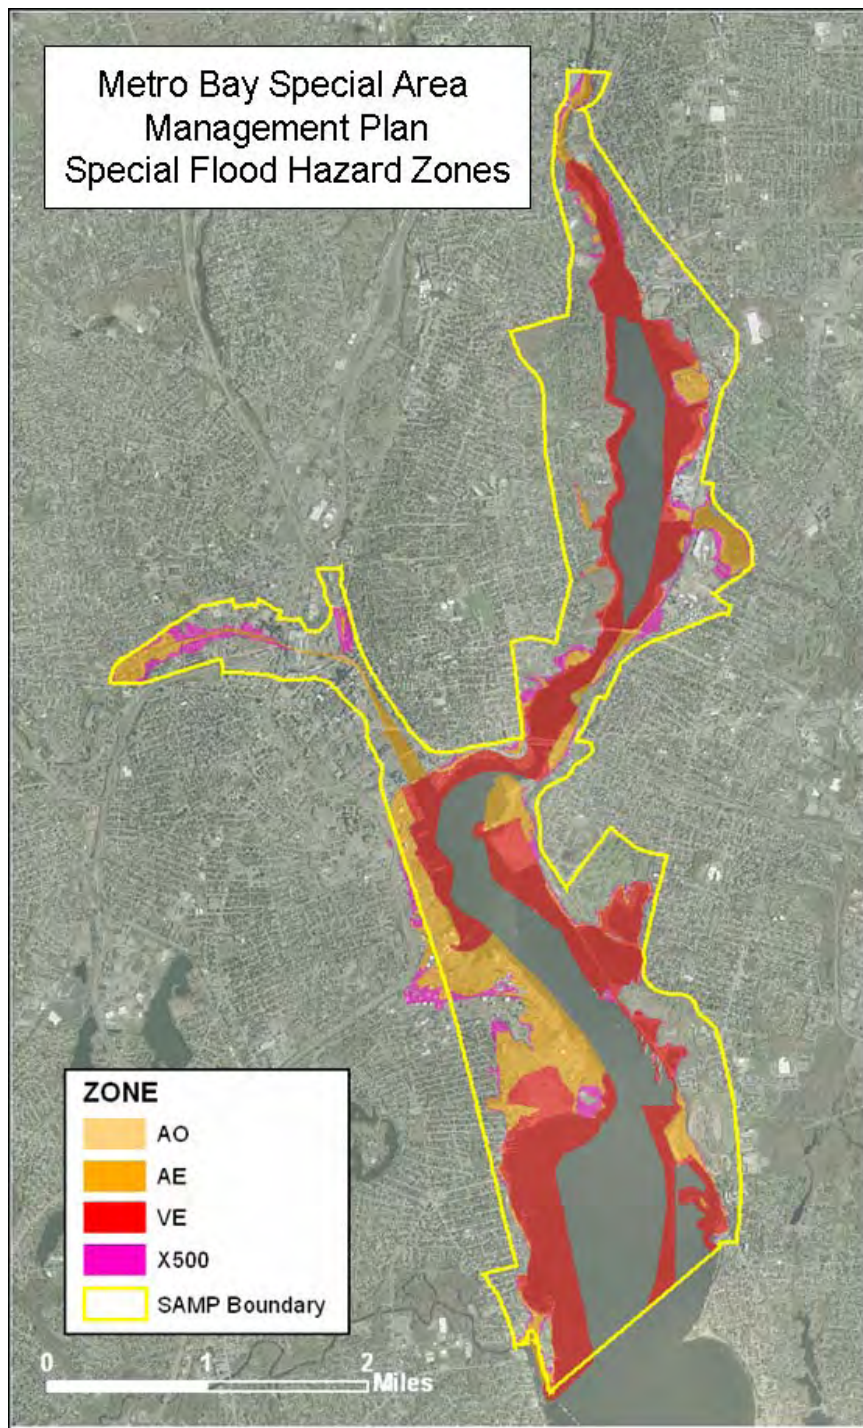 Metro Bay Special Area
Management Plan
Special Flood Hazard Zones
ZONE
AO
AE
VE
X500
SAMP Boundary
0 1 2
Miles